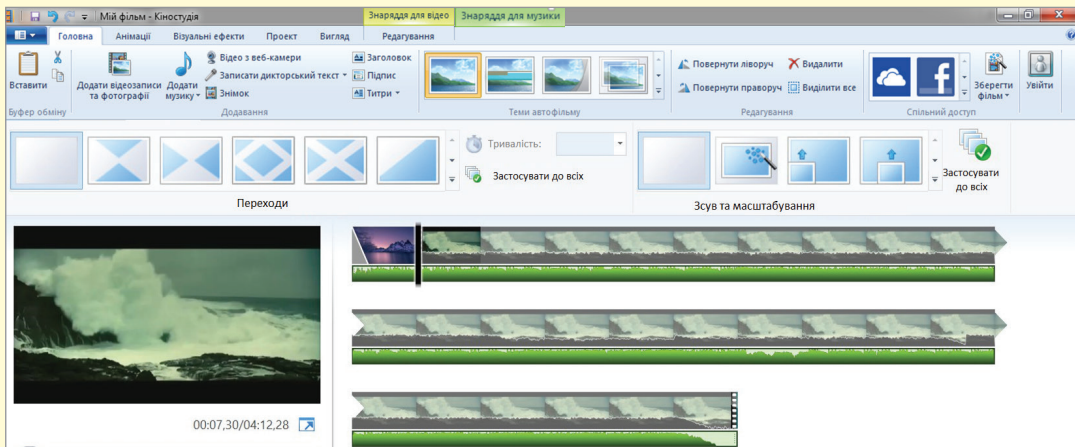 Мій фільм - Кіностудія
Знаряддя для відео
Знаряддя для музики
Головна
Анімації
Візуальні ефекти
Проект
Вигляд
Редагування
Вставити
Буфер обміну
Додати відеозаписи
та фотографії
Додати
музику
Відео з веб-камери
Записати дикторський текст
Знімок
Заголовок
Підпис
Титри
Додавання
Теми автофільму
Повернути ліворуч
Повернути праворуч
Видалити
Виділити все
Редагування
Спільний доступ
Зберегти
фільм
Увійти
Переходи
Тривалість:
Застосувати до всіх
Зсув та масштабування
Застосувати
до всіх
00:07,30/04:12,28